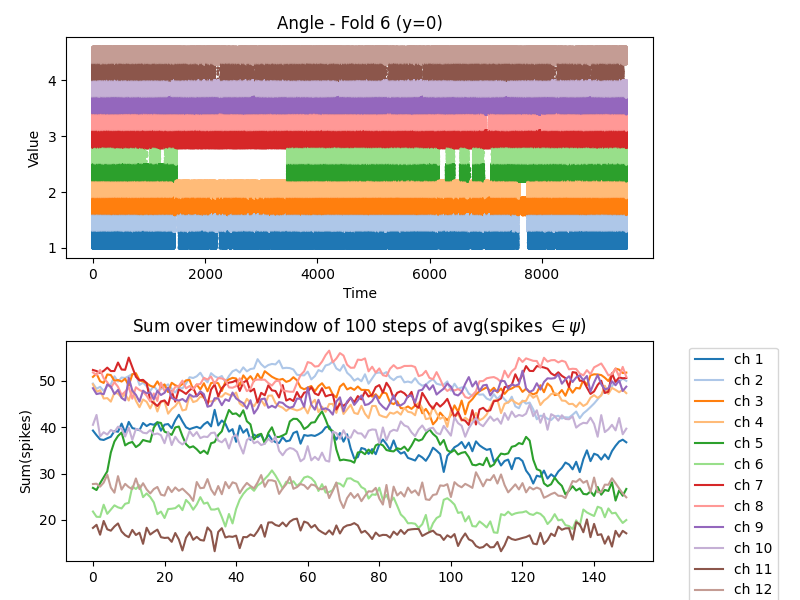 Angle - Fold 6 (y=0)
4
3
2
1
Value
0 2000 4000 6000 8000
Time
Sum over timewindow of 100 steps of avg(spikes ∈ ψ)
50
40
30
20
Sum(spikes)
0 20 40 60 80 100 120 140
ch 1
ch 2
ch 3
ch 4
ch 5
ch 6
ch 7
ch 8
ch 9
ch 10
ch 11
ch 12